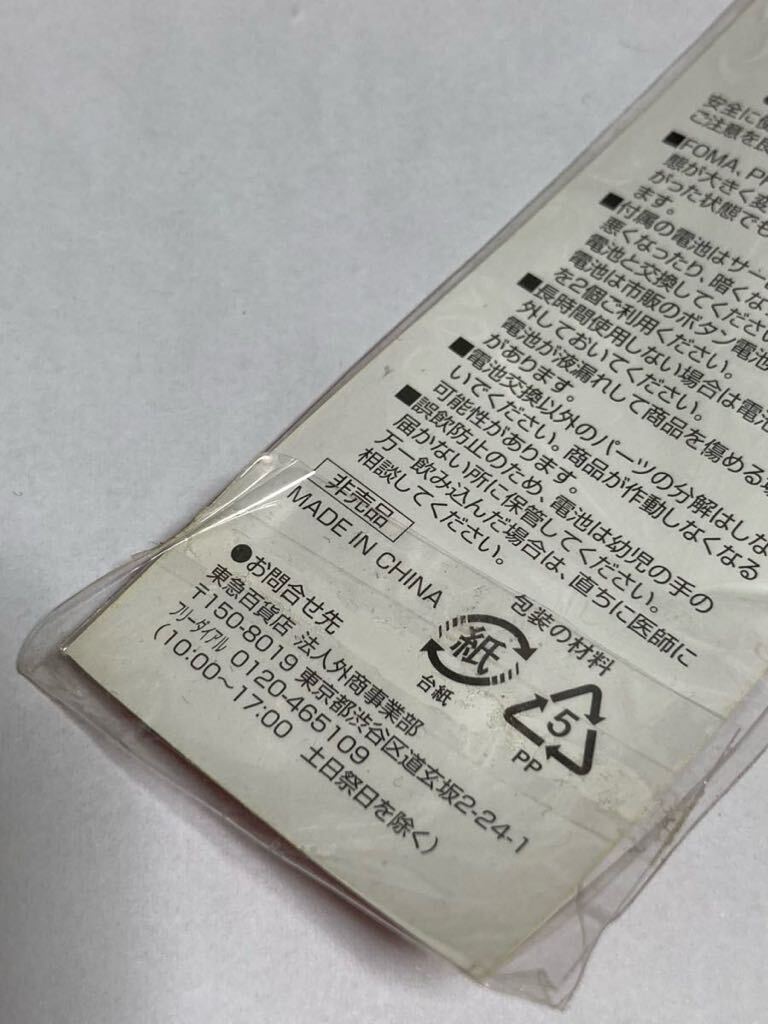 安全に
ご注意を
■FOMA、P
態が大きく変
がった状態でも
ます。
■付属の電池はサー
悪くなったり、暗くな
電池と交換してください
電池は市販のボタン電池
を2個ご利用ください。
■長時間使用しない場合は電池
外しておいてください。
電池が液漏れして商品を傷める
があります。
■電池交換以外のパーツの分解はしな
いでください。商品が作動しなくなる
可能性があります。
■誤飲防止のため、電池は幼児の手の
届かない所に保管してください。
万一飲み込んだ場合は、直ちに医師に
相談してください。
非売品
MADE IN CHINA
包装の材料
紙
台紙
5
PP
●お問合せ先
東急百貨店 法人外商事業部
〒150-8019 東京都渋谷区道玄坂2-24-1
フリーダイアル 0120-465109
(10:00〜17:00 土日祭日を除く)